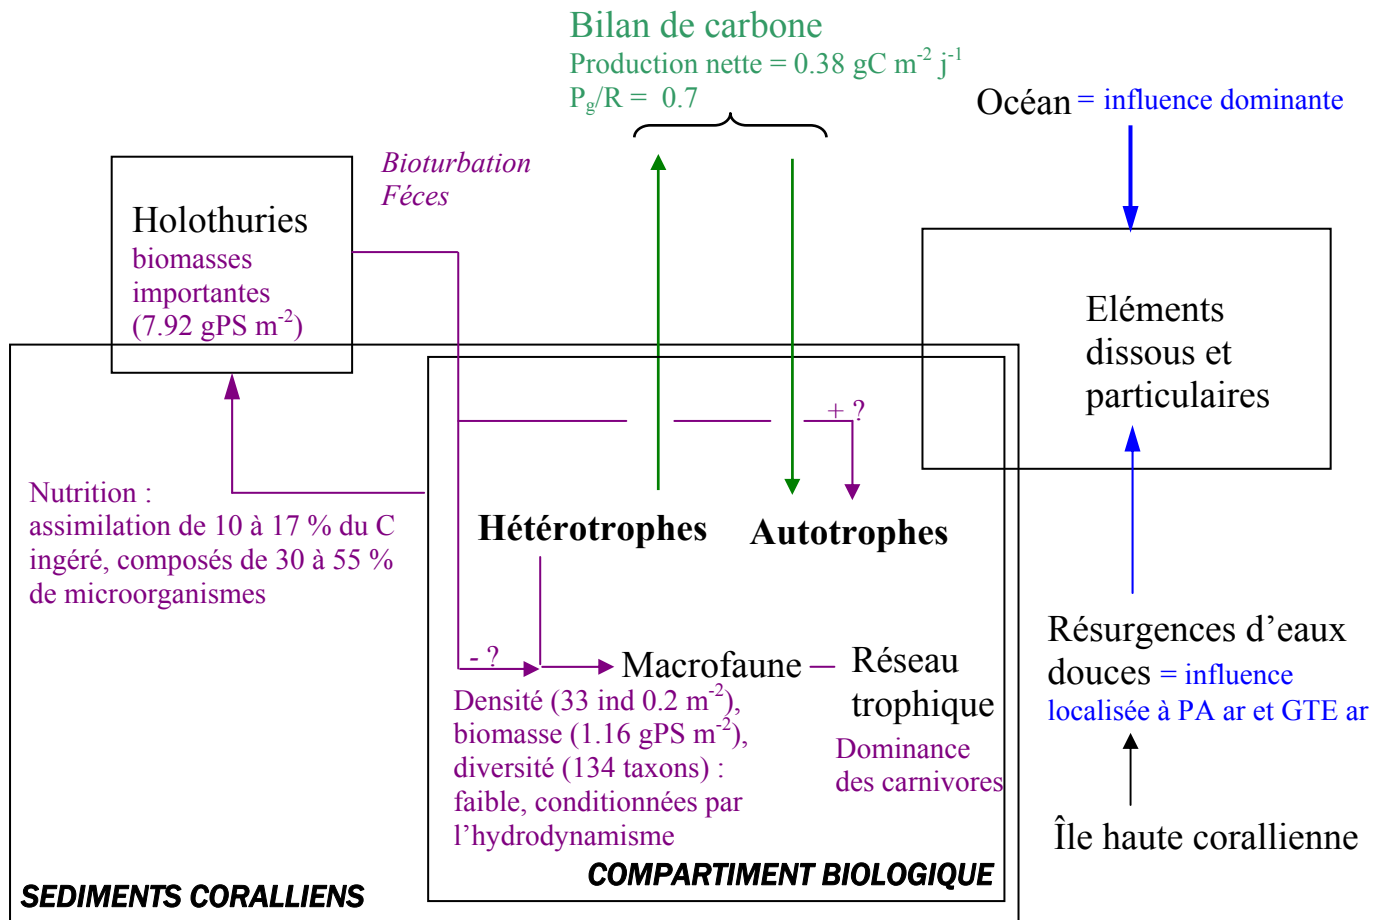 Bilan de carbone
Production nette = 0.38 gC m⁻² j⁻¹
Pg/R = 0.7
Océan = influence dominante
Bioturbation
Féces
Holothuries
biomasses
importantes
(7.92 gPS m⁻²)
Eléments
dissous et
particulaires
+ ?
Nutrition :
assimilation de 10 à 17 % du C
ingéré, composés de 30 à 55 %
de microorganismes
Hétérotrophes
Autotrophes
- ?
Macrofaune
Réseau
trophique
Densité (33 ind 0.2 m⁻²),
biomasse (1.16 gPS m⁻²),
diversité (134 taxons) :
faible, conditionnées par
l’hydrodynamisme
Dominance
des carnivores
Résurgences d’eaux
douces = influence
localisée à PA ar et GTE ar
Île haute corallienne
COMPARTIMENT BIOLOGIQUE
SEDIMENTS CORALLIENS